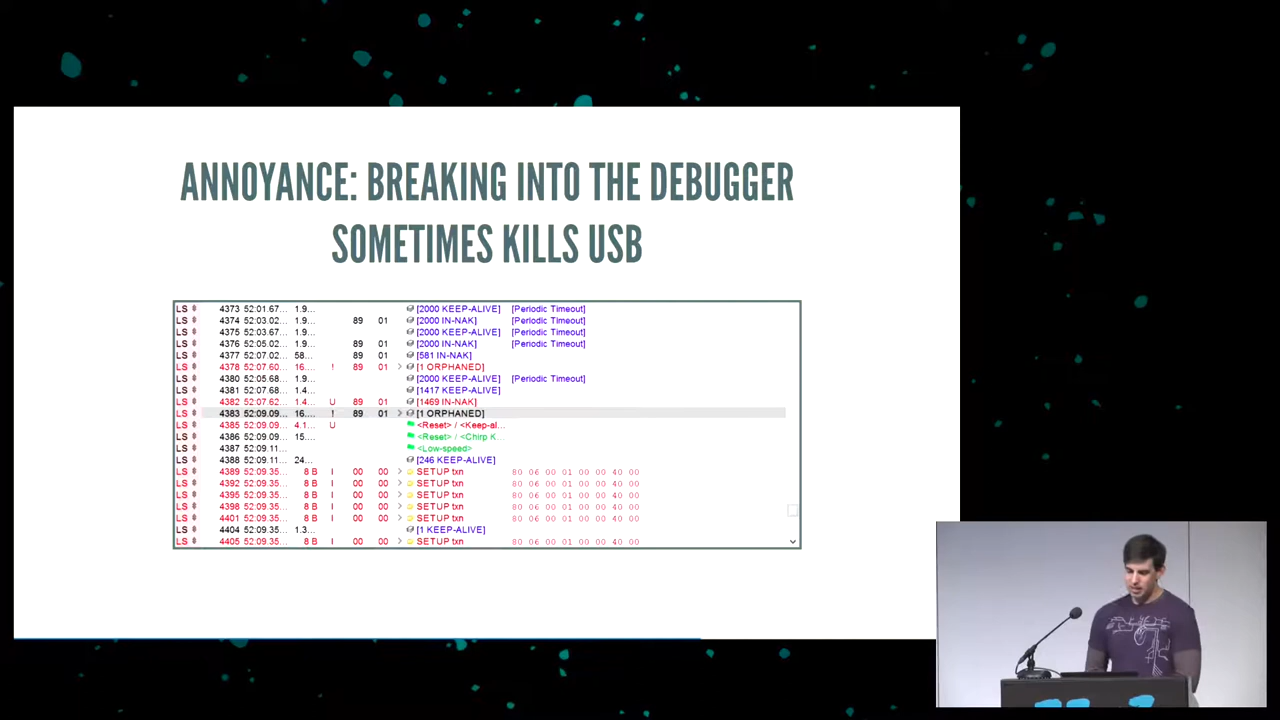 ANNOYANCE: BREAKING INTO THE DEBUGGER
SOMETIMES KILLS USB
LS 4373 52:01.67... 1.9... [2000 KEEP-ALIVE] [Periodic Timeout]
LS 4374 52:03.02... 1.9... 89 01 [2000 IN-NAK] [Periodic Timeout]
LS 4375 52:03.67... 1.9... [2000 KEEP-ALIVE] [Periodic Timeout]
LS 4376 52:05.02... 1.9... 89 01 [2000 IN-NAK] [Periodic Timeout]
LS 4377 52:07.02... 58... 89 01 [581 IN-NAK]
LS 4378 52:07.60... 16... ! 89 01 > [1 ORPHANED]
LS 4380 52:05.68... 1.9... [2000 KEEP-ALIVE] [Periodic Timeout]
LS 4381 52:07.68... 1.4... [1417 KEEP-ALIVE]
LS 4382 52:07.62... 1.4... U 89 01 [1469 IN-NAK]
LS 4383 52:09.09... 16.... ! 89 01 > [1 ORPHANED]
LS 4385 52:09.09... 4.1... U <Reset> / <Keep-al...
LS 4386 52:09.09... 15.... <Reset> / <Chirp K...
LS 4387 52:09.11... <Low-speed>
LS 4388 52:09.11... 24... [246 KEEP-ALIVE]
LS 4389 52:09.35... 8 B I 00 00 > SETUP txn 80 06 00 01 00 00 40 00
LS 4392 52:09.35... 8 B I 00 00 > SETUP txn 80 06 00 01 00 00 40 00
LS 4395 52:09.35... 8 B I 00 00 > SETUP txn 80 06 00 01 00 00 40 00
LS 4398 52:09.35... 8 B I 00 00 > SETUP txn 80 06 00 01 00 00 40 00
LS 4401 52:09.35... 8 B I 00 00 > SETUP txn 80 06 00 01 00 00 40 00
LS 4404 52:09.35... 1.3... [1 KEEP-ALIVE]
LS 4405 52:09.35... 8 B I 00 00 > SETUP txn 80 06 00 01 00 00 40 00